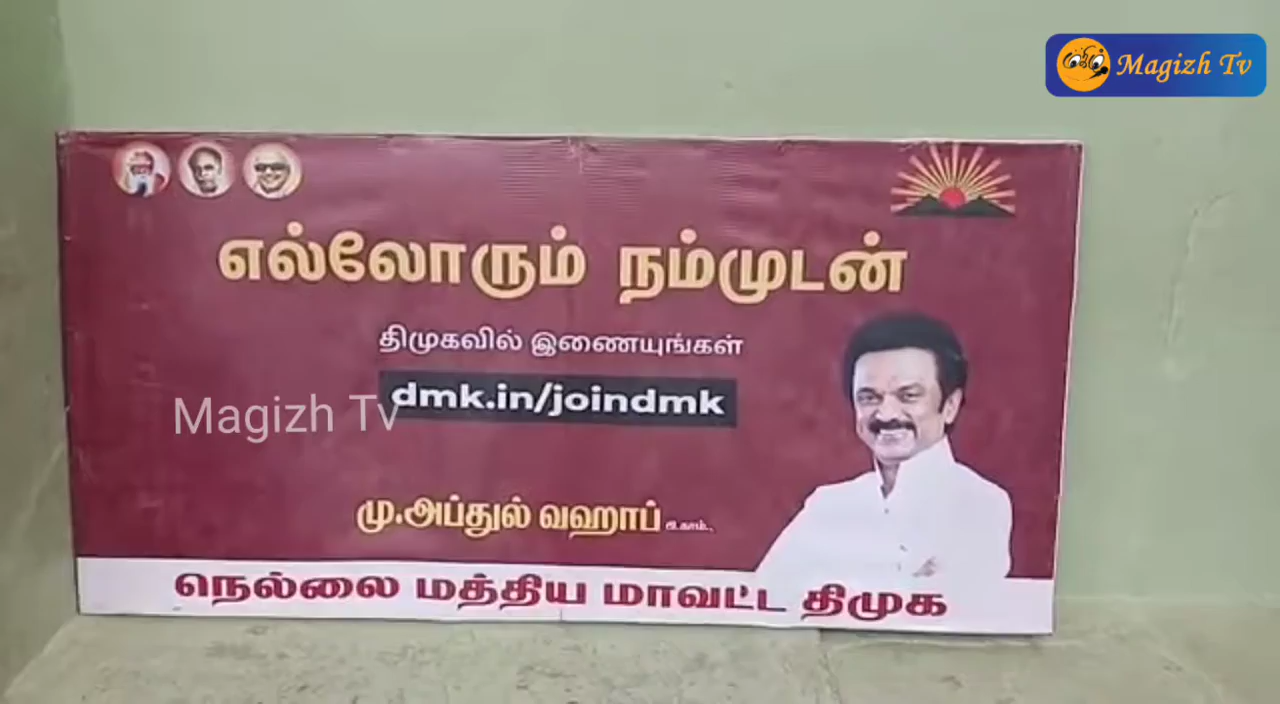 Magizh Tv
எல்லோரும் நம்முடன்
திமுகவில் இணையுங்கள்
dmk.in/joindmk
Magizh Tv
மு.அப்துல் வஹாப் பி.காம்.,
நெல்லை மத்திய மாவட்ட திமுக